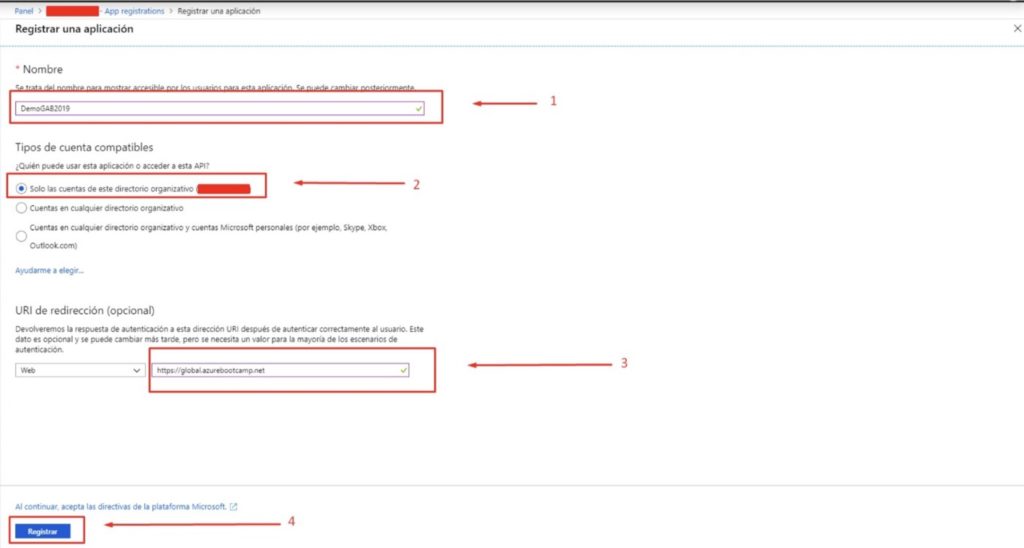 Panel > - App registrations > Registrar una aplicación
Registrar una aplicación
* Nombre
Se trata del nombre para mostrar accesible por los usuarios para esta aplicación. Se puede cambiar posteriormente.
DemoGAB2019
1
Tipos de cuenta compatibles
¿Quién puede usar esta aplicación o acceder a esta API?
Solo las cuentas de este directorio organizativo (
2
Cuentas en cualquier directorio organizativo
Cuentas en cualquier directorio organizativo y cuentas Microsoft personales (por ejemplo, Skype, Xbox,
Outlook.com)
Ayudarme a elegir...
URI de redirección (opcional)
Devolveremos la respuesta de autenticación a esta dirección URI después de autenticar correctamente al usuario. Este
dato es opcional y se puede cambiar más tarde, pero se necesita un valor para la mayoría de los escenarios de
autenticación.
Web
https://global.azurebootcamp.net
3
Al continuar, acepta las directivas de la plataforma Microsoft.
Registrar
4